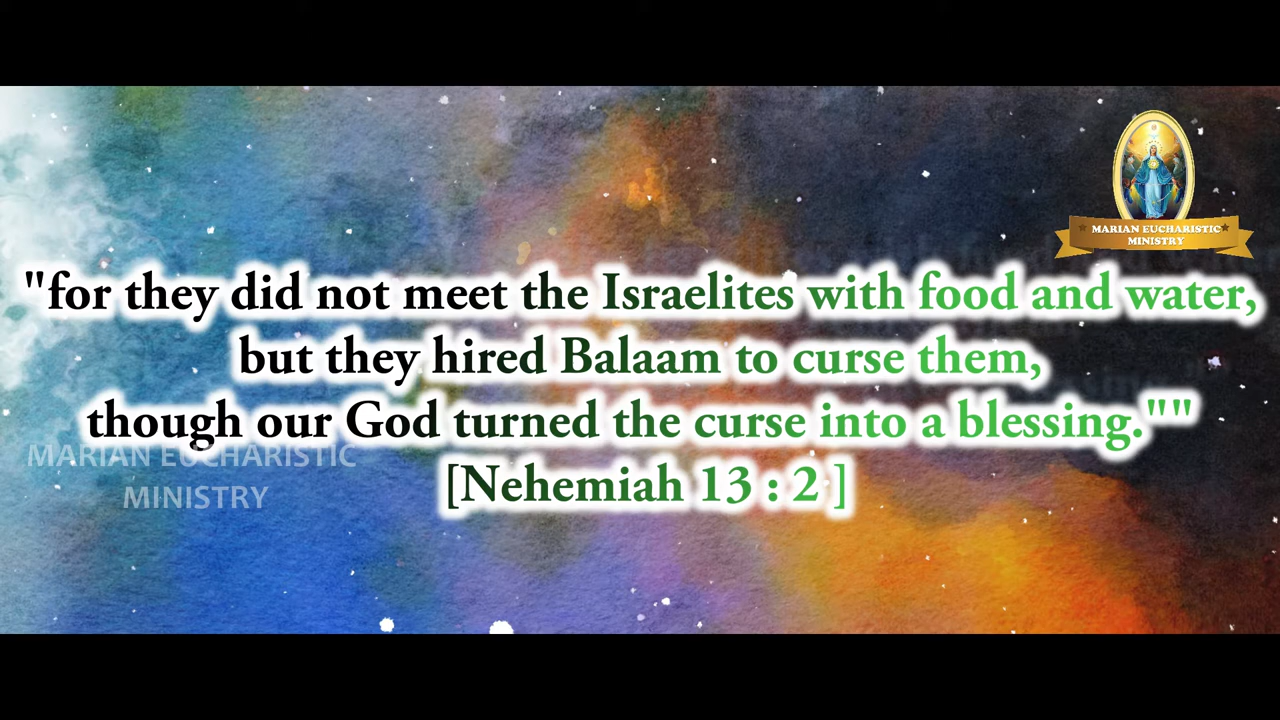 MARIAN EUCHARISTIC
MINISTRY
"for they did not meet the Israelites with food and water,
but they hired Balaam to curse them,
though our God turned the curse into a blessing.""
[Nehemiah 13 : 2 ]
MARIAN EUCHARISTIC
MINISTRY